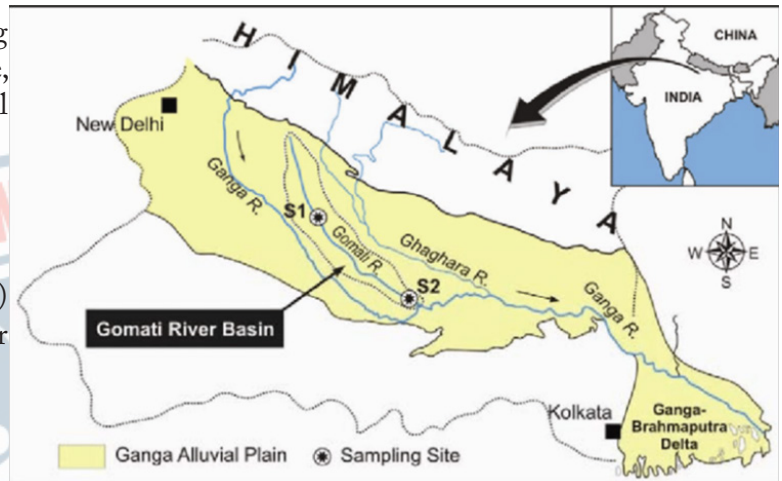 g
,
l
)
r
HIMALAYA
CHINA
INDIA
New Delhi
Ganga R.
S1
Gomati R.
Ghaghara R.
S2
Ganga R.
Gomati River Basin
N
W E
S
Kolkata
Ganga-
Brahmaputra
Delta
Ganga Alluvial Plain
Sampling Site